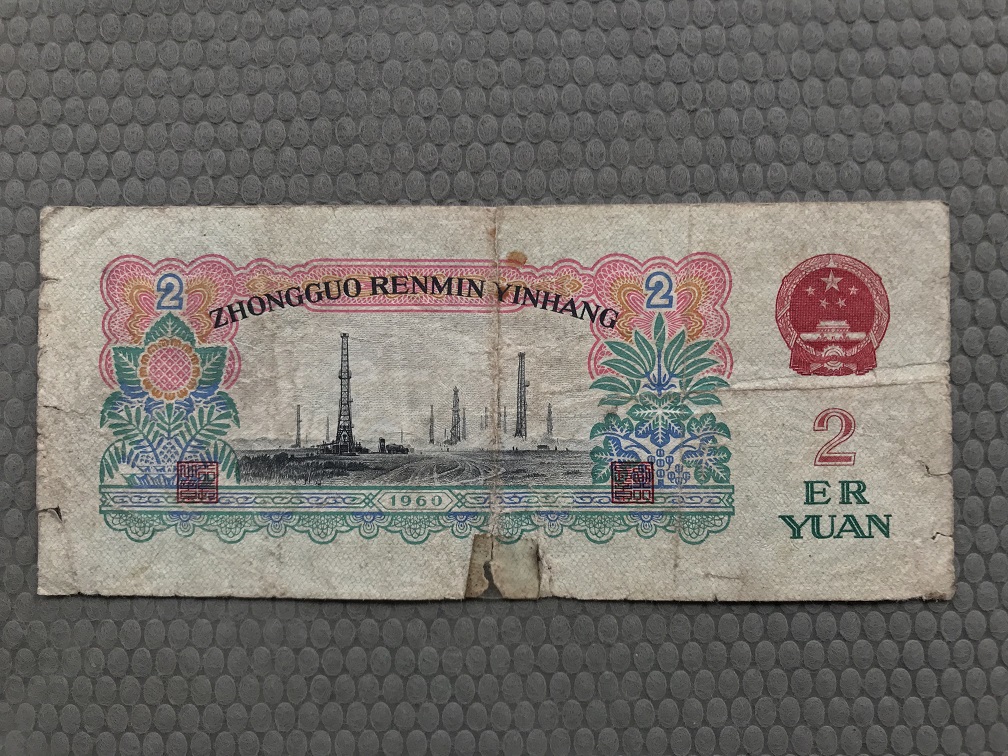 2
2
ZHONGGUO RENMIN YINHANG
1960
2
ER
YUAN